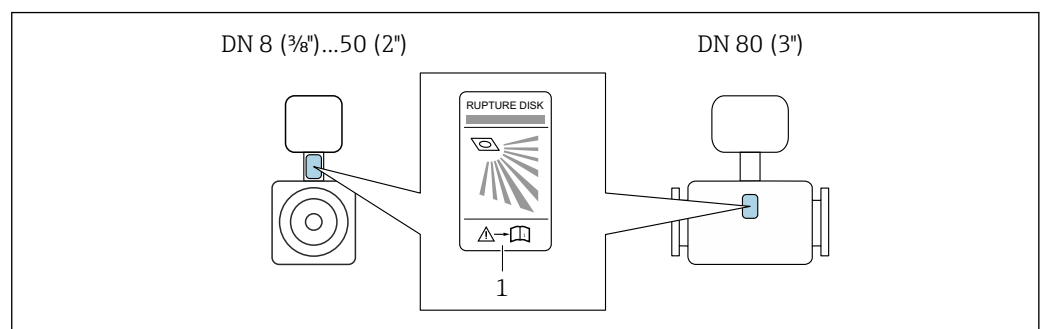 DN 8 (⅜")...50 (2")
DN 80 (3")
RUPTURE DISK
1